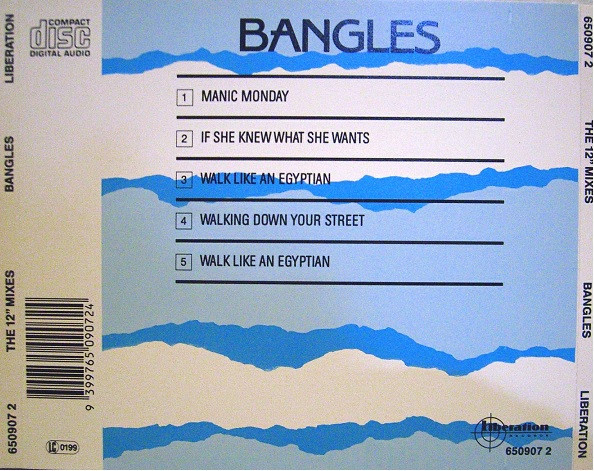 COMPACT
disc
DIGITAL AUDIO
BANGLES
1 MANIC MONDAY
2 IF SHE KNEW WHAT SHE WANTS
3 WALK LIKE AN EGYPTIAN
4 WALKING DOWN YOUR STREET
5 WALK LIKE AN EGYPTIAN
9 399765 090724
LC 0199
Liberation
RECORDS
650907 2
650907 2 THE 12" MIXES BANGLES LIBERATION
650907 2 THE 12" MIXES BANGLES LIBERATION